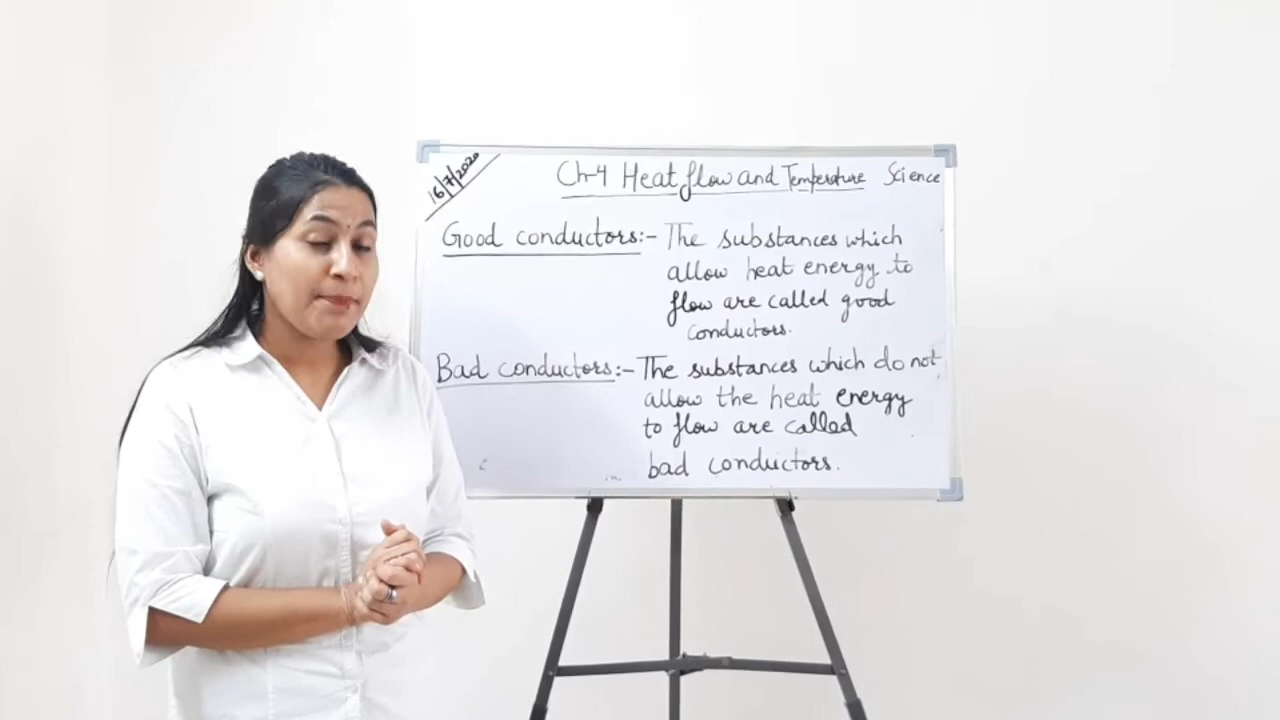 16/7/2020
Ch-4 Heat flow and Temperature Science
Good conductors:- The substances which
allow heat energy to
flow are called good
conductors.
Bad conductors:- The substances which do not
allow the heat energy
to flow are called
bad conductors.